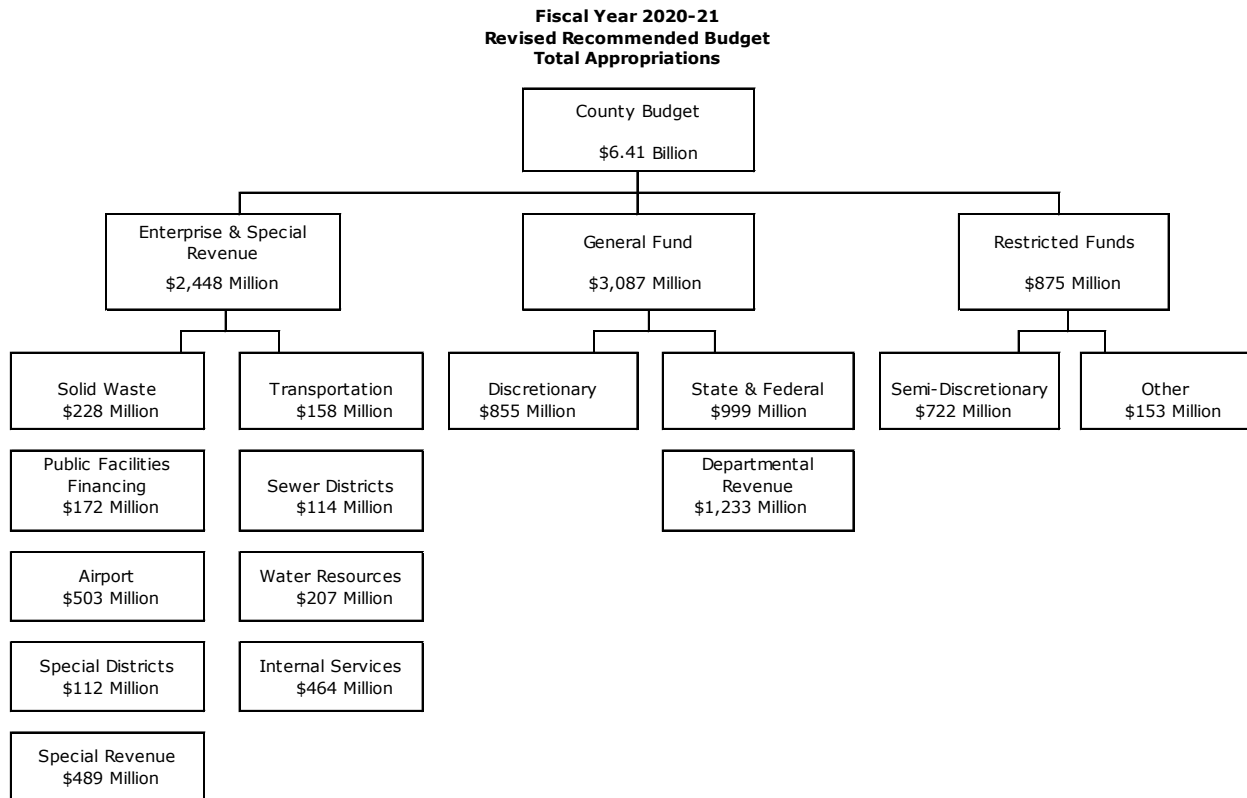 Fiscal Year 2020-21
Revised Recommended Budget
Total Appropriations
County Budget
$6.41 Billion
Enterprise & Special
Revenue
$2,448 Million
General Fund
$3,087 Million
Restricted Funds
$875 Million
Solid Waste
$228 Million
Transportation
$158 Million
Discretionary
$855 Million
State & Federal
$999 Million
Semi-Discretionary
$722 Million
Other
$153 Million
Public Facilities
Financing
$172 Million
Sewer Districts
$114 Million
Departmental
Revenue
$1,233 Million
Airport
$503 Million
Water Resources
$207 Million
Special Districts
$112 Million
Internal Services
$464 Million
Special Revenue
$489 Million